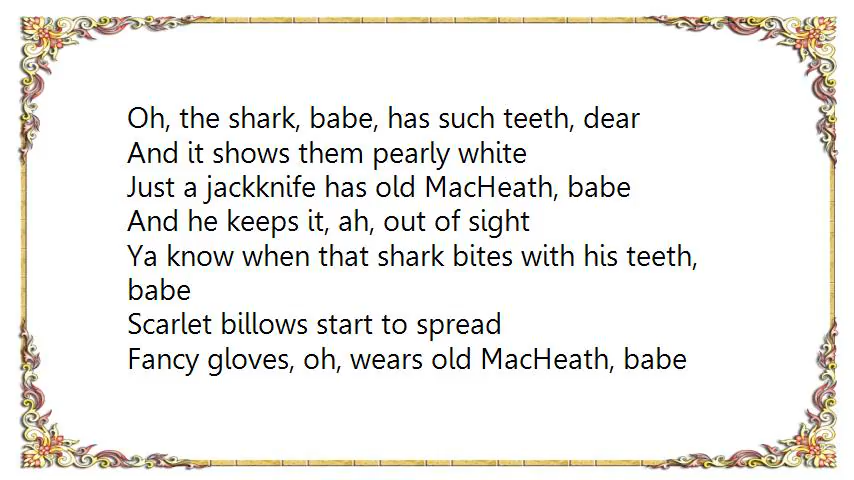 Oh, the shark, babe, has such teeth, dear
And it shows them pearly white
Just a jackknife has old MacHeath, babe
And he keeps it, ah, out of sight
Ya know when that shark bites with his teeth,
babe
Scarlet billows start to spread
Fancy gloves, oh, wears old MacHeath, babe